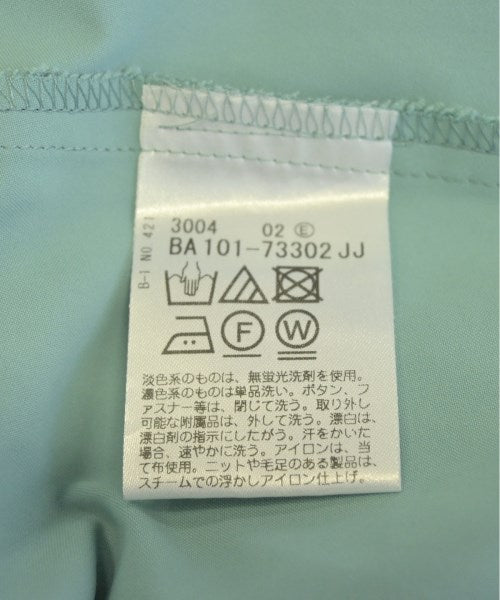 3004 02 Ⓔ
BA 101-73302 JJ
F W
淡色系のものは、無蛍光洗剤を使用。
濃色系のものは単品洗い。ボタン、フ
ァスナー等は、閉じて洗う。取り外し
可能な附属品は、外して洗う。漂白は、
漂白剤の指示にしたがう。汗をかいた
場合、速やかに洗う。アイロンは、当
て布使用。ニットや毛足のある製品は、
スチームでの浮かしアイロン仕上げ。
B-1 NO.421